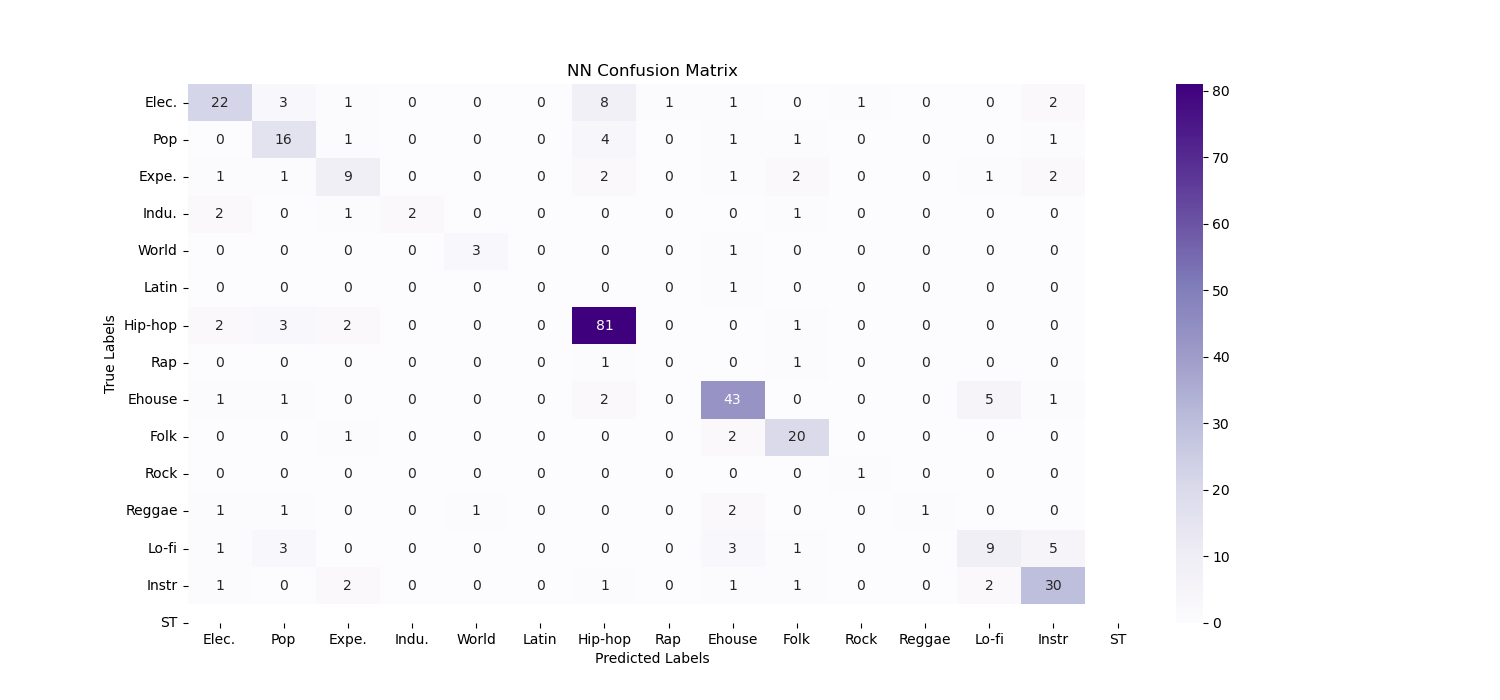 NN Confusion Matrix
Elec. 22 3 1 0 0 0 8 1 1 0 1 0 0 2
Pop 0 16 1 0 0 0 4 0 1 1 0 0 0 1
Expe. 1 1 9 0 0 0 2 0 1 2 0 0 1 2
Indu. 2 0 1 2 0 0 0 0 0 1 0 0 0 0
World 0 0 0 0 3 0 0 0 1 0 0 0 0 0
Latin 0 0 0 0 0 0 0 0 1 0 0 0 0 0
Hip-hop 2 3 2 0 0 0 81 0 0 1 0 0 0 0
Rap 0 0 0 0 0 0 1 0 0 1 0 0 0 0
Ehouse 1 1 0 0 0 0 2 0 43 0 0 0 5 1
Folk 0 0 1 0 0 0 0 0 2 20 0 0 0 0
Rock 0 0 0 0 0 0 0 0 0 0 1 0 0 0
Reggae 1 1 0 0 1 0 0 0 2 0 0 1 0 0
Lo-fi 1 3 0 0 0 0 0 0 3 1 0 0 9 5
Instr 1 0 2 0 0 0 1 0 1 1 0 0 2 30
ST
Elec. Pop Expe. Indu. World Latin Hip-hop Rap Ehouse Folk Rock Reggae Lo-fi Instr ST
Predicted Labels
True Labels
80
70
60
50
40
30
20
10
0